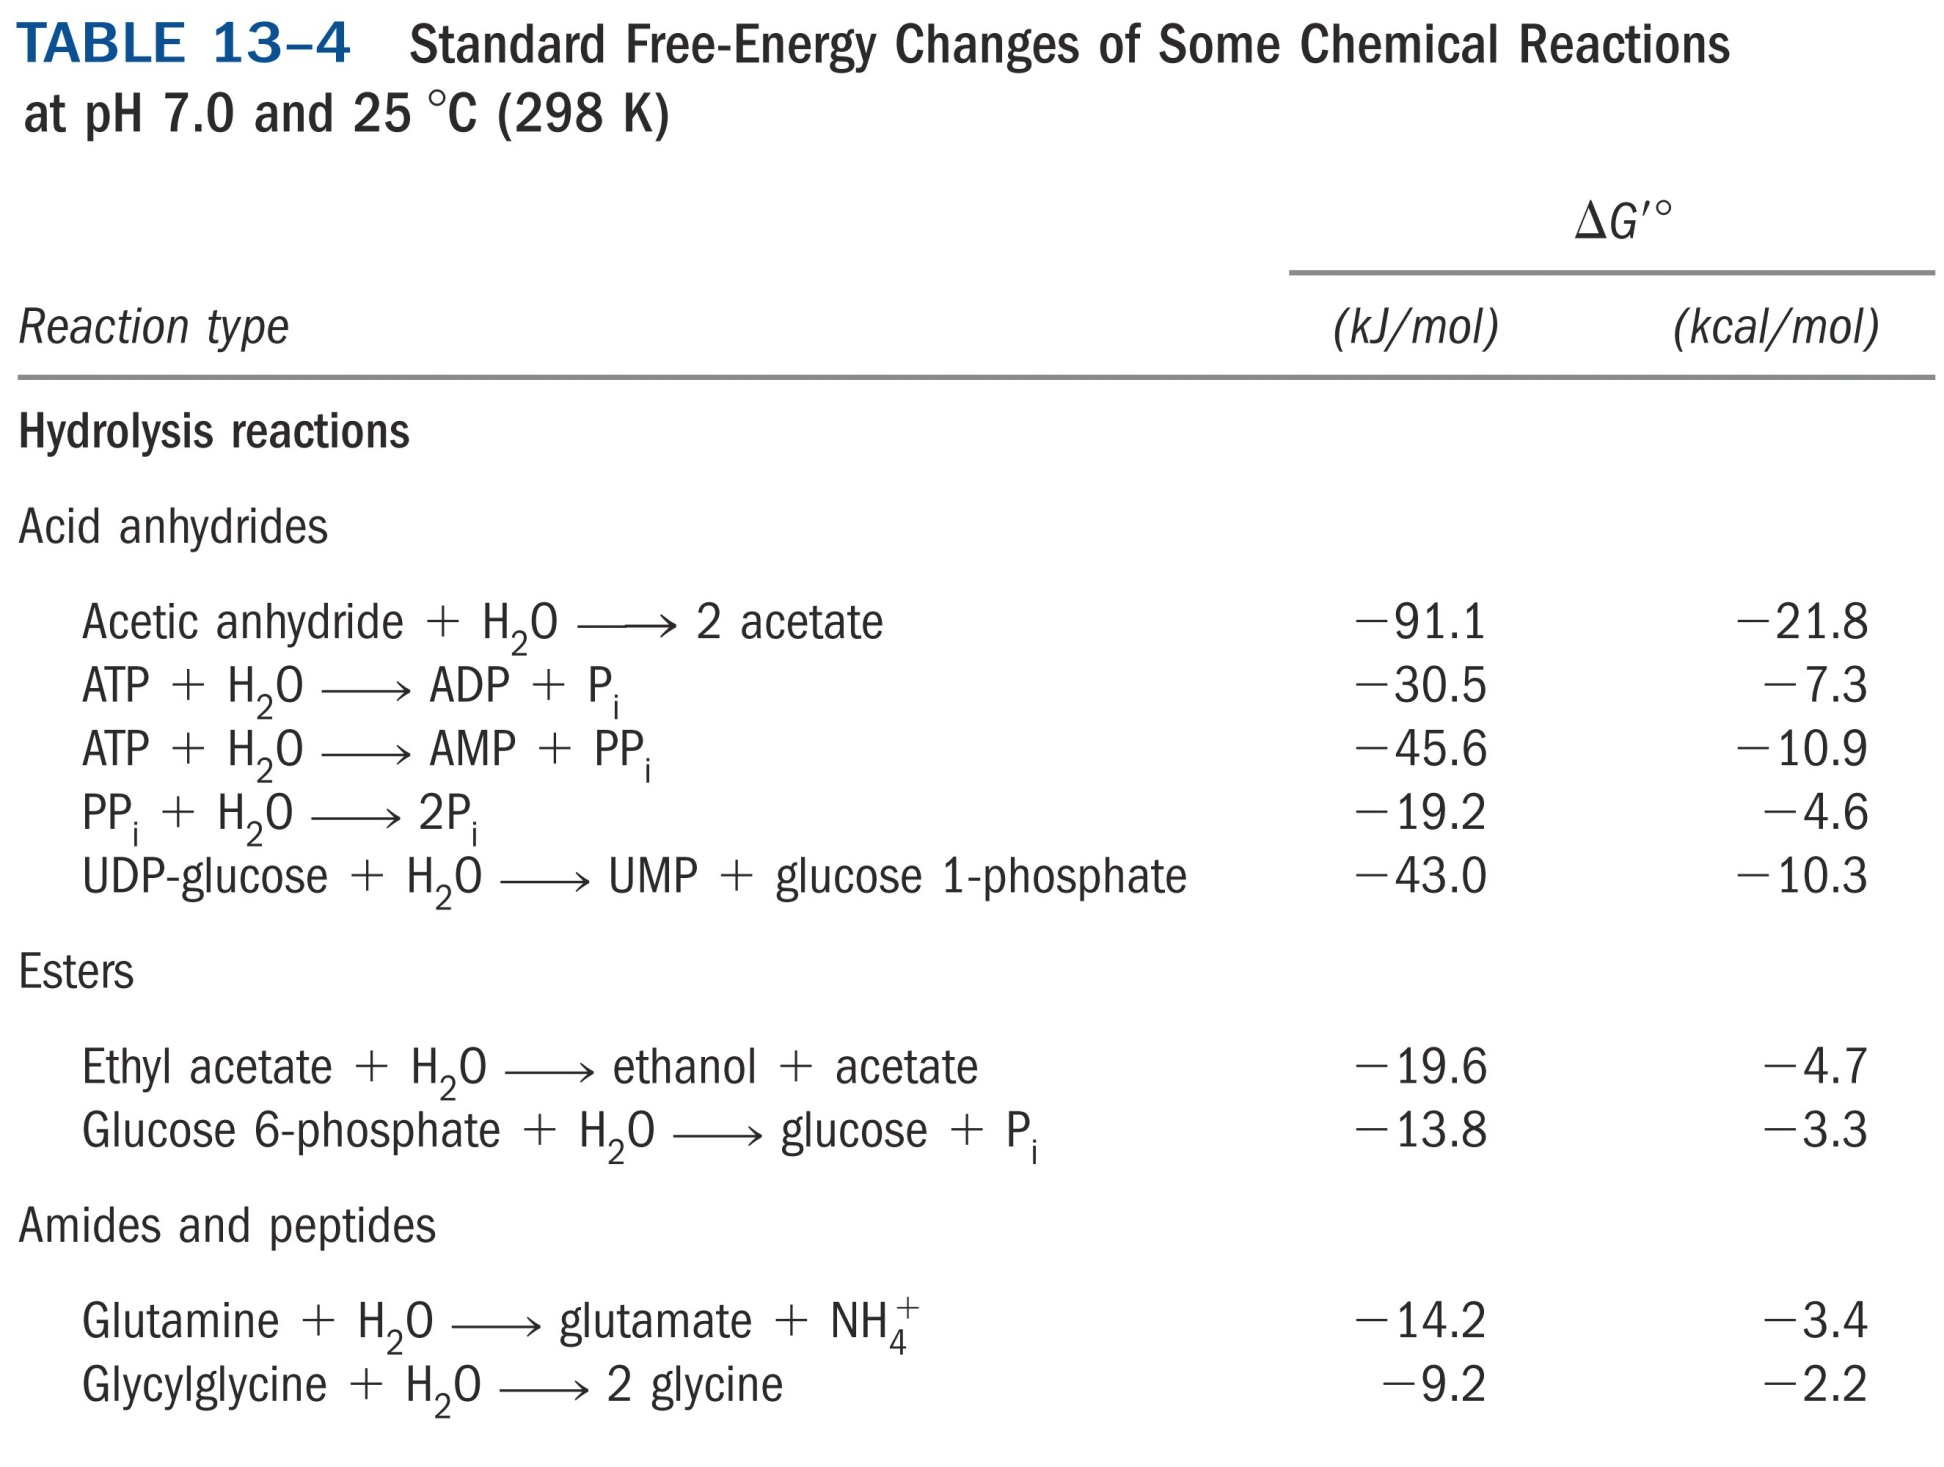 TABLE 13–4 Standard Free-Energy Changes of Some Chemical Reactions
at pH 7.0 and 25 °C (298 K)
ΔG′°
Reaction type (kJ/mol) (kcal/mol)
Hydrolysis reactions
Acid anhydrides
Acetic anhydride + H₂O ⟶ 2 acetate −91.1 −21.8
ATP + H₂O ⟶ ADP + Pᵢ −30.5 −7.3
ATP + H₂O ⟶ AMP + PPᵢ −45.6 −10.9
PPᵢ + H₂O ⟶ 2Pᵢ −19.2 −4.6
UDP-glucose + H₂O ⟶ UMP + glucose 1-phosphate −43.0 −10.3
Esters
Ethyl acetate + H₂O ⟶ ethanol + acetate −19.6 −4.7
Glucose 6-phosphate + H₂O ⟶ glucose + Pᵢ −13.8 −3.3
Amides and peptides
Glutamine + H₂O ⟶ glutamate + NH₄⁺ −14.2 −3.4
Glycylglycine + H₂O ⟶ 2 glycine −9.2 −2.2